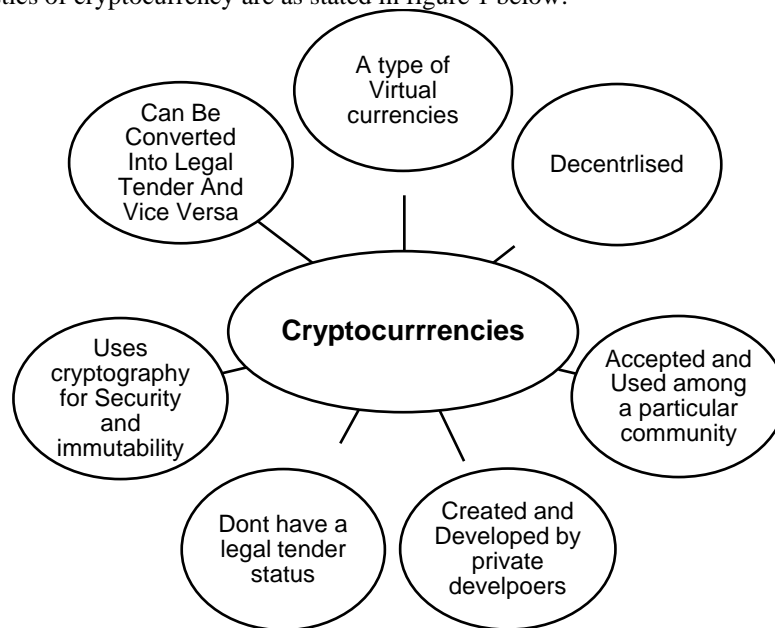 etics of cryptocurrency are as stated in figure 1 below:
A type of
Virtual
currencies
Can Be
Converted
Into Legal
Tender And
Vice Versa
Decentrlised
Cryptocurrrencies
Uses
cryptography
for Security
and
immutability
Accepted and
Used among
a particular
community
Dont have a
legal tender
status
Created and
Developed by
private
develpoers